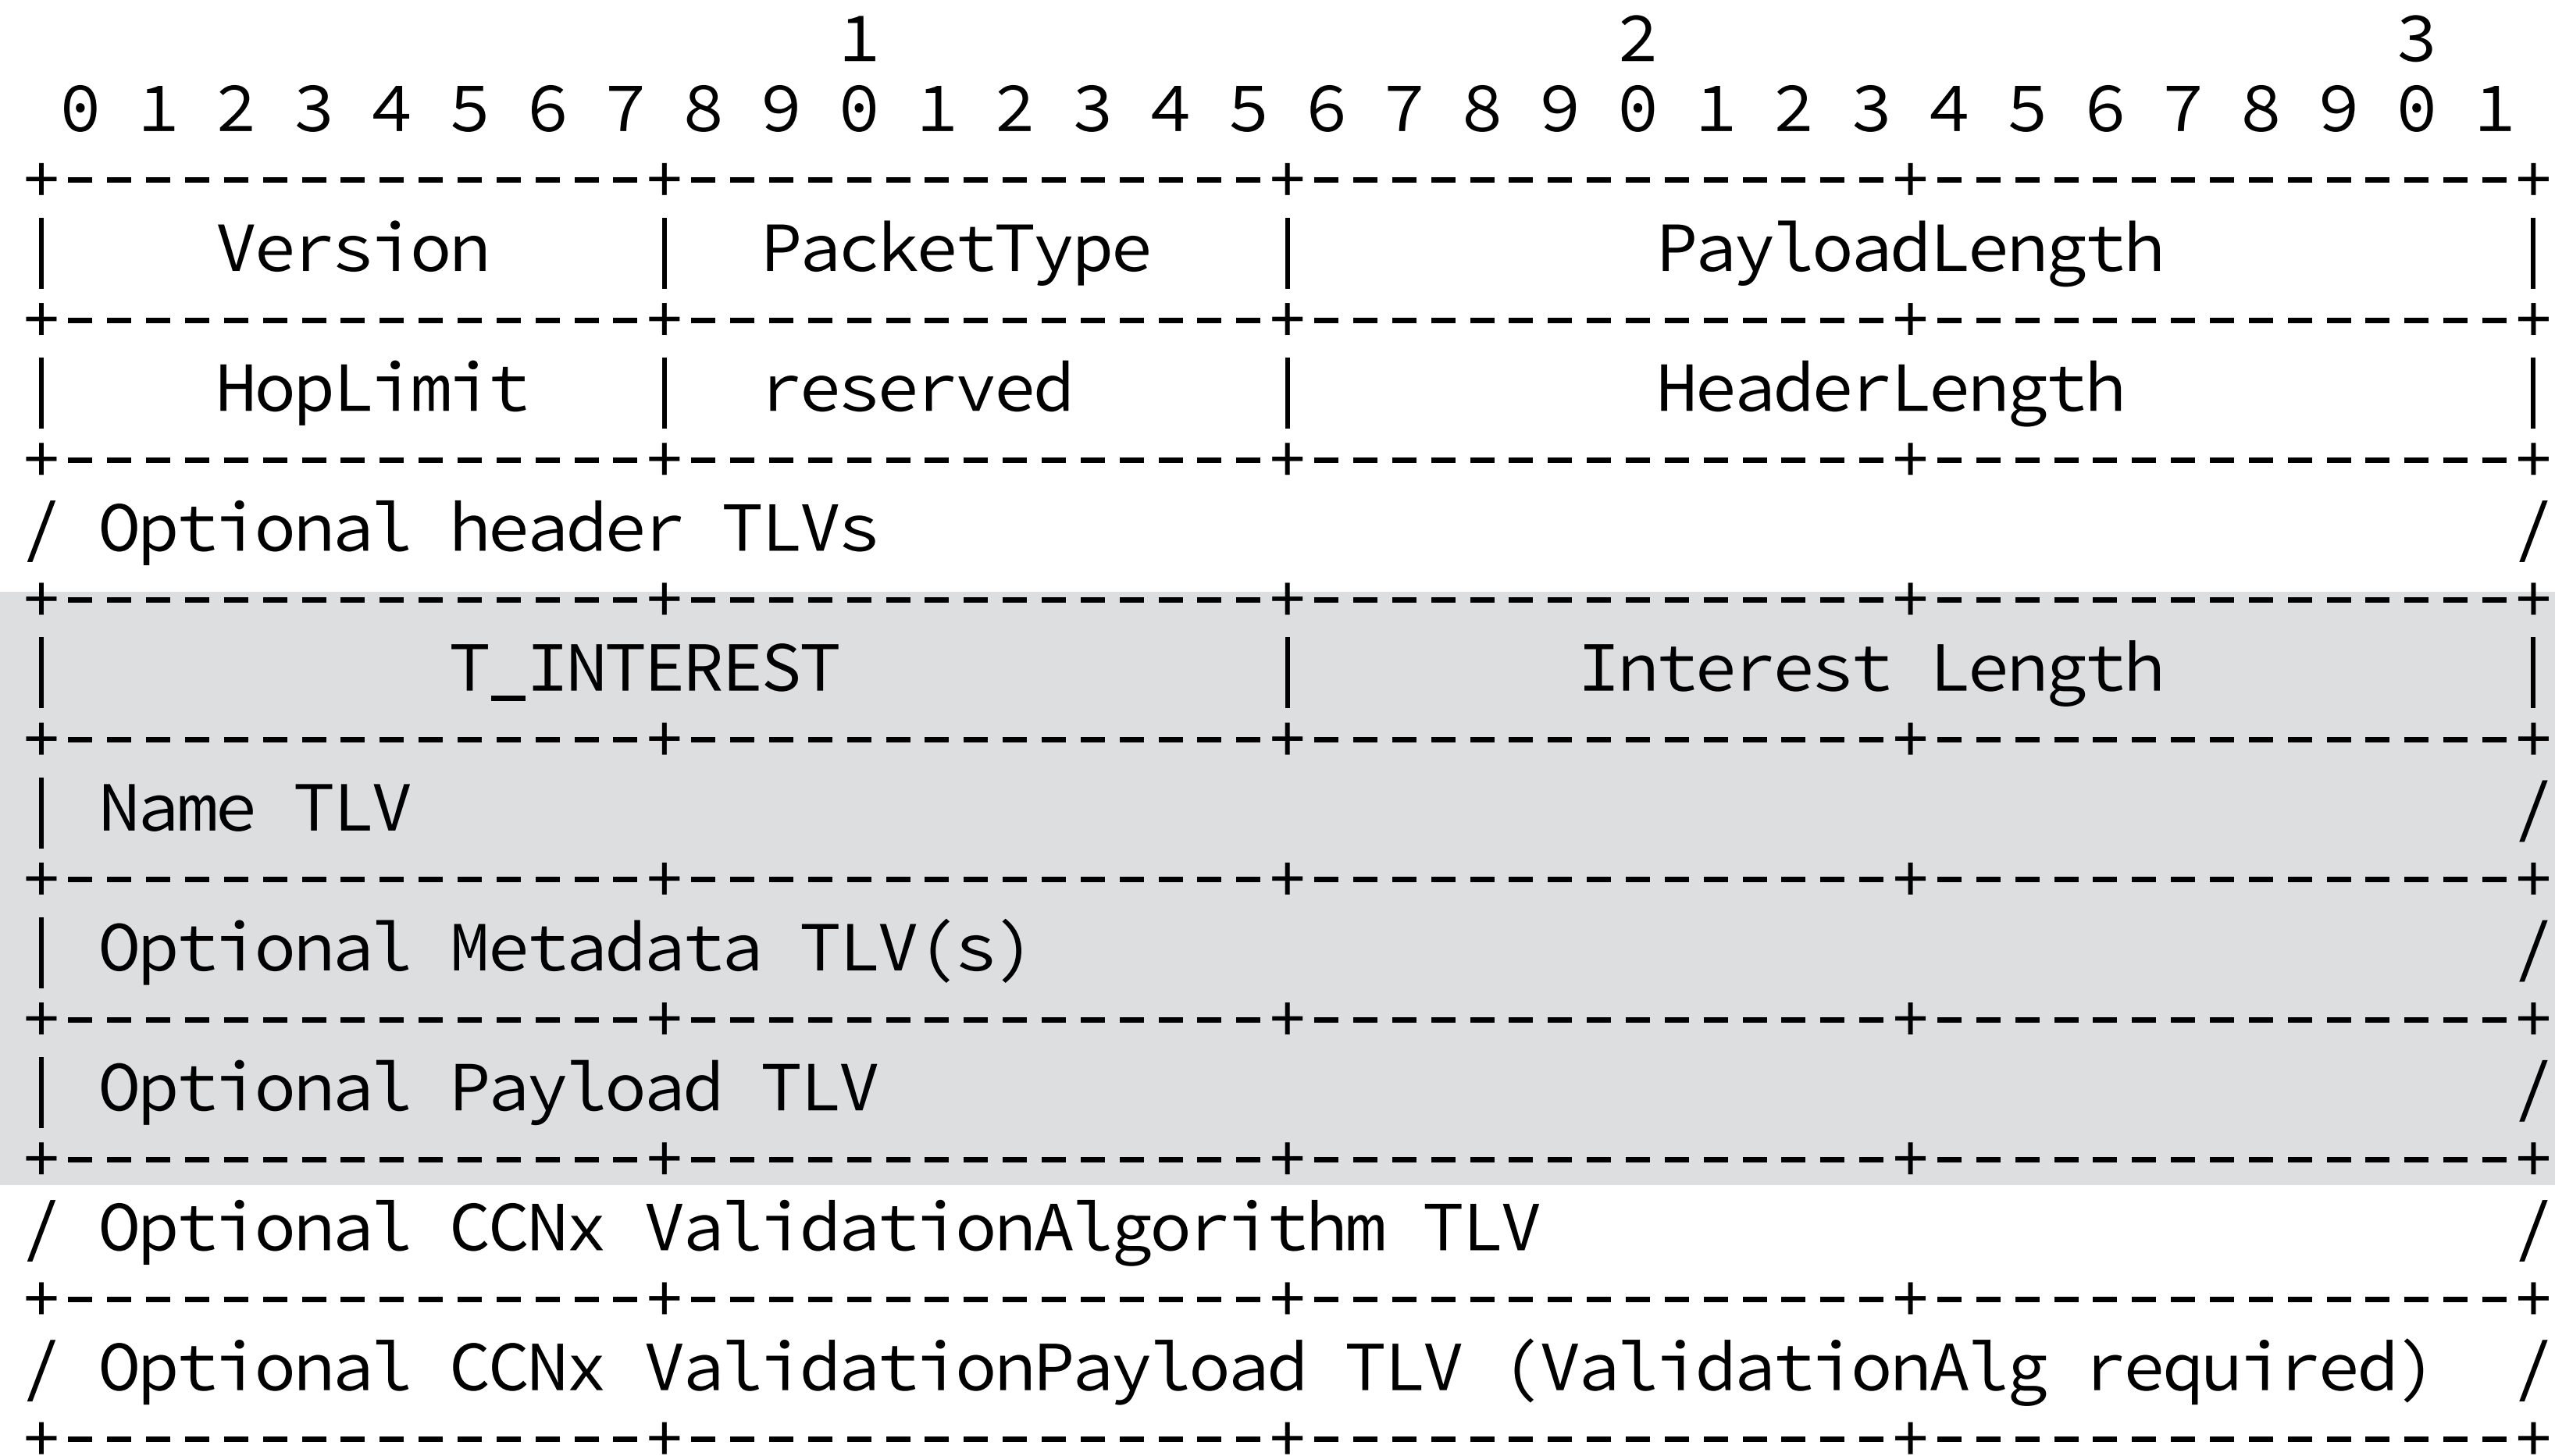 1                   2                   3
 0 1 2 3 4 5 6 7 8 9 0 1 2 3 4 5 6 7 8 9 0 1 2 3 4 5 6 7 8 9 0 1
+---------------+---------------+---------------+---------------+
|    Version    |  PacketType   |         PayloadLength         |
+---------------+---------------+---------------+---------------+
|    HopLimit   |  reserved     |         HeaderLength          |
+---------------+---------------+---------------+---------------+
/ Optional header TLVs                                          /
+---------------+---------------+---------------+---------------+
|          T_INTEREST           |       Interest Length         |
+---------------+---------------+---------------+---------------+
| Name TLV                                                      /
+---------------+---------------+---------------+---------------+
| Optional Metadata TLV(s)                                      /
+---------------+---------------+---------------+---------------+
| Optional Payload TLV                                          /
+---------------+---------------+---------------+---------------+
/ Optional CCNx ValidationAlgorithm TLV                         /
+---------------+---------------+---------------+---------------+
/ Optional CCNx ValidationPayload TLV (ValidationAlg required)  /
+---------------+---------------+---------------+---------------+